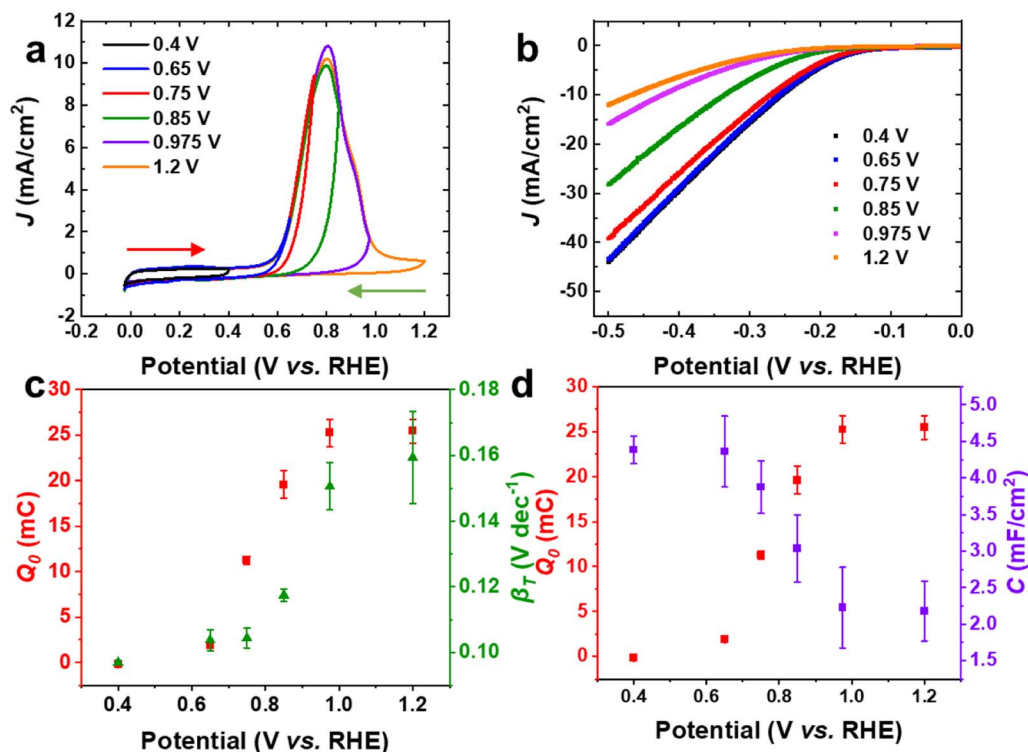 a
0.4 V
0.65 V
0.75 V
0.85 V
0.975 V
1.2 V
12
10
8
6
4
2
0
-2
J (mA/cm2)
-0.2 0.0 0.2 0.4 0.6 0.8 1.0 1.2
Potential (V vs. RHE)
b
0.4 V
0.65 V
0.75 V
0.85 V
0.975 V
1.2 V
0
-10
-20
-30
-40
-50
J (mA/cm2)
-0.5 -0.4 -0.3 -0.2 -0.1 0.0
Potential (V vs. RHE)
c
30
25
20
15
10
5
0
Q0 (mC)
0.18
0.16
0.14
0.12
0.10
βT (V dec-1)
0.4 0.6 0.8 1.0 1.2
Potential (V vs. RHE)
d
30
25
20
15
10
5
0
Q0 (mC)
5.0
4.5
4.0
3.5
3.0
2.5
2.0
1.5
C (mF/cm2)
0.4 0.6 0.8 1.0 1.2
Potential (V vs. RHE)